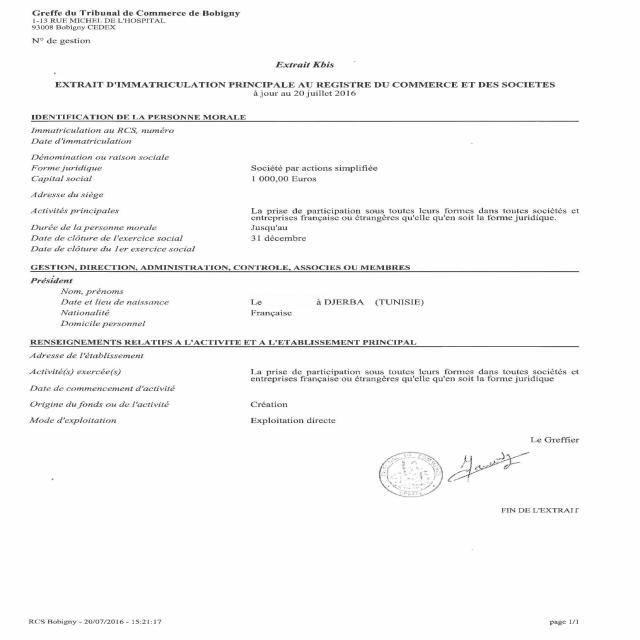 Greffe du Tribunal de Commerce de Bobigny
1-13 RUE MICHEL DE L'HOSPITAL
93008 Bobigny CEDEX
N° de gestion
Extrait Kbis
EXTRAIT D'IMMATRICULATION PRINCIPALE AU REGISTRE DU COMMERCE ET DES SOCIETES
à jour au 20 juillet 2016
IDENTIFICATION DE LA PERSONNE MORALE
Immatriculation au RCS, numéro
Date d'immatriculation
Dénomination ou raison sociale
Forme juridique Société par actions simplifiée
Capital social 1 000,00 Euros
Adresse du siège
Activités principales La prise de participation sous toutes leurs formes dans toutes sociétés et
entreprises française ou étrangères qu'elle qu'en soit la forme juridique.
Durée de la personne morale Jusqu'au
Date de clôture de l'exercice social 31 décembre
Date de clôture du 1er exercice social
GESTION, DIRECTION, ADMINISTRATION, CONTROLE, ASSOCIES OU MEMBRES
Président
Nom, prénoms
Date et lieu de naissance Le à DJERBA (TUNISIE)
Nationalité Française
Domicile personnel
RENSEIGNEMENTS RELATIFS A L'ACTIVITE ET A L'ETABLISSEMENT PRINCIPAL
Adresse de l'établissement
Activité(s) exercée(s) La prise de participation sous toutes leurs formes dans toutes sociétés et
entreprises française ou étrangères qu'elle qu'en soit la forme juridique
Date de commencement d'activité
Origine du fonds ou de l'activité Création
Mode d'exploitation Exploitation directe
Le Greffier
FIN DE L'EXTRAIT
RCS Bobigny - 20/07/2016 - 15:21:17 page 1/1